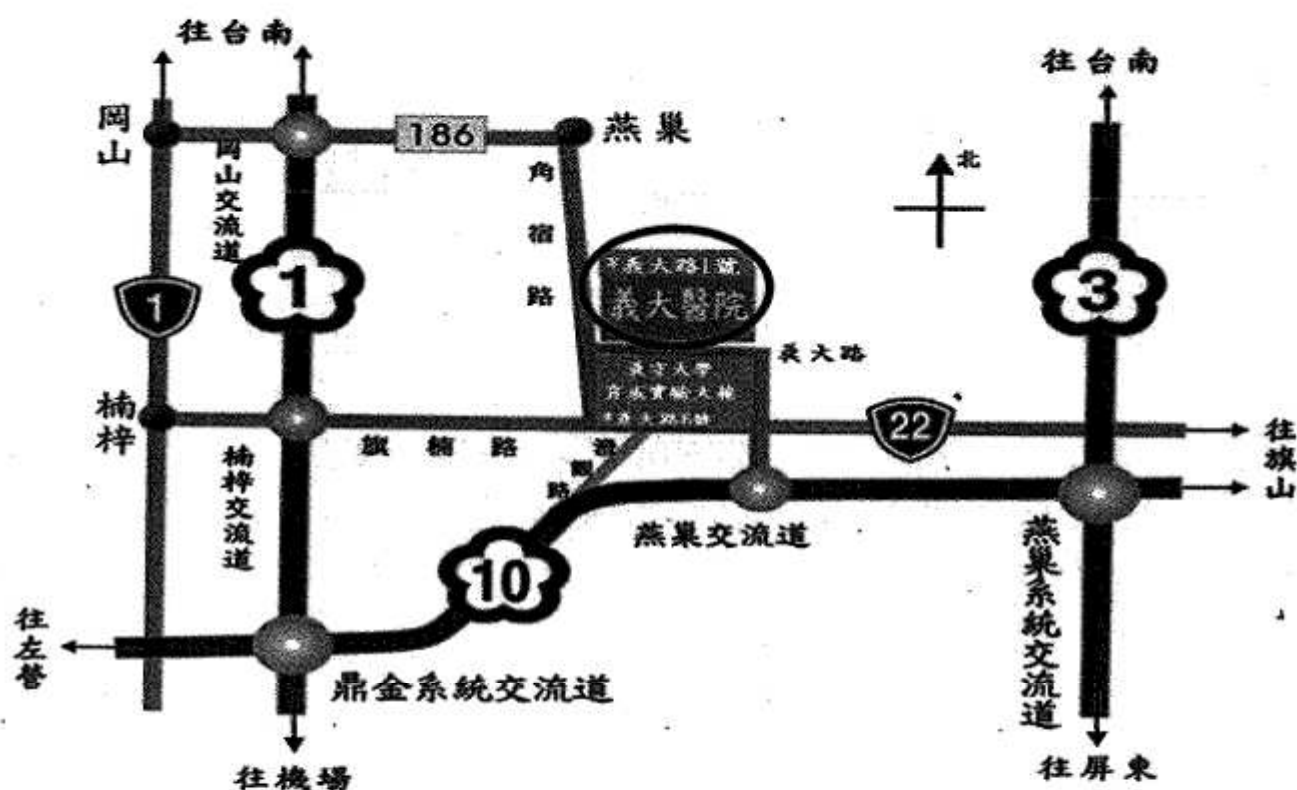 往台南
往台南
岡山
186
燕巢
北
岡山交流道
角宿路
義大路1號
義大醫院
1
1
3
義大路
楠梓
22
旗楠路
往旗山
楠梓交流道
燕巢交流道
10
燕巢系統交流道
往左營
鼎金系統交流道
往機場
往屏東